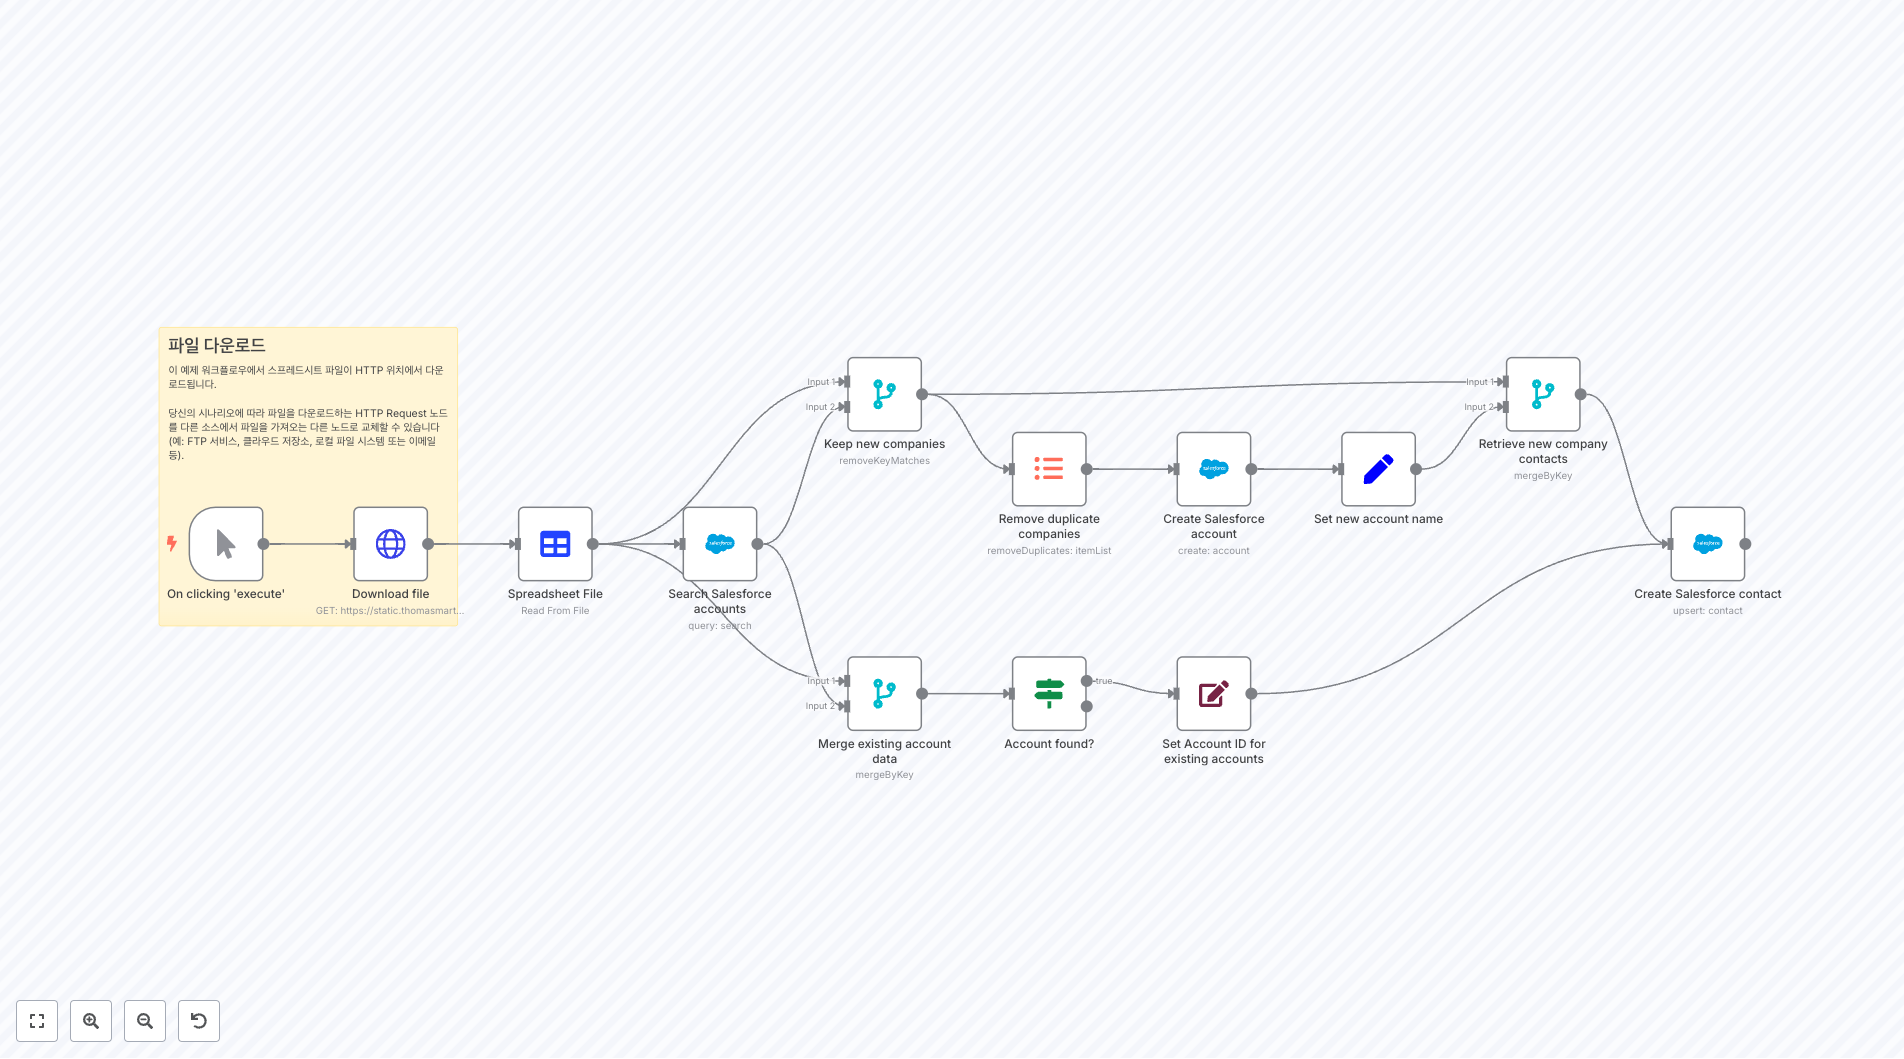 파일 다운로드
이 예제 워크플로우에서 스프레드시트 파일이 HTTP 위치에서 다운
로드됩니다.
당신의 시나리오에 따라 파일을 다운로드하는 HTTP Request 노드
를 다른 소스에서 파일을 가져오는 다른 노드로 교체할 수 있습니다
(예: FTP 서비스, 클라우드 저장소, 로컬 파일 시스템 또는 이메일
등).
On clicking 'execute'
Download file
GET: https://static.thomasmart...
Spreadsheet File
Read From File
salesforce
Search Salesforce
accounts
query: search
Input 1
Input 2
Keep new companies
removeKeyMatches
Remove duplicate
companies
removeDuplicates: itemList
salesforce
Create Salesforce
account
create: account
Set new account name
Input 1
Input 2
Retrieve new company
contacts
mergeByKey
Input 1
Input 2
Merge existing account
data
mergeByKey
true
Account found?
Set Account ID for
existing accounts
salesforce
Create Salesforce contact
upsert: contact